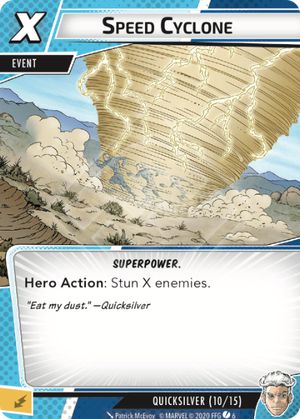 X
SPEED CYCLONE
EVENT
SUPERPOWER.
Hero Action: Stun X enemies.
"Eat my dust." —Quicksilver
QUICKSILVER (10/15)
Patrick McEvoy © MARVEL © 2020 FFG 6